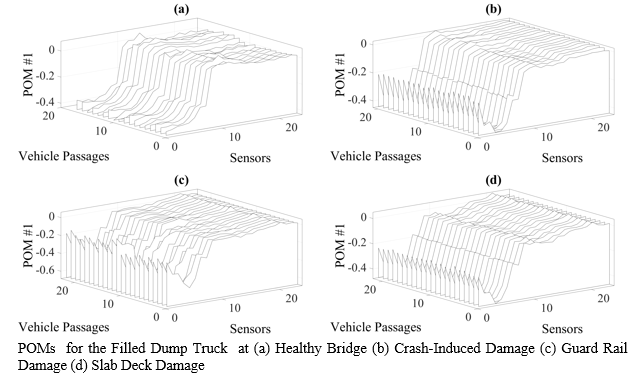 (a)
(b)
POM #1
0
-0.2
-0.4
20
10
0
0
10
20
Vehicle Passages
Sensors
POM #1
0
-0.2
-0.4
20
10
0
0
10
20
Vehicle Passages
Sensors
(c)
(d)
POM #1
0
-0.2
-0.4
-0.6
20
10
0
0
10
20
Vehicle Passages
Sensors
POM #1
0
-0.2
-0.4
20
10
0
0
10
20
Vehicle Passages
Sensors
POMs for the Filled Dump Truck at (a) Healthy Bridge (b) Crash-Induced Damage (c) Guard Rail
Damage (d) Slab Deck Damage